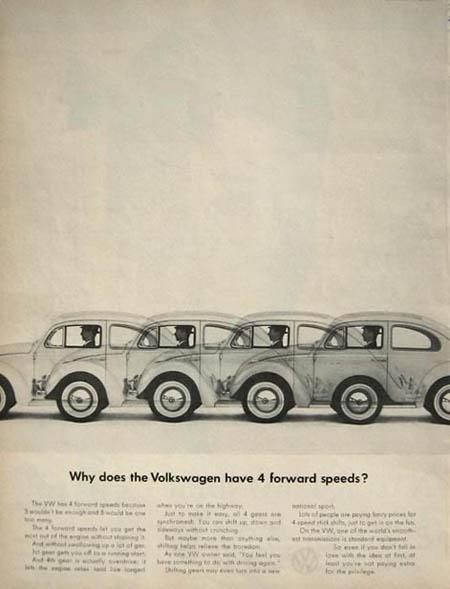 Why does the Volkswagen have 4 forward speeds?
The VW has 4 forward speeds because
3 wouldn't be enough and 5 would be one
too many.
The 4 forward speeds let you get the
most out of the engine without stopping it.
And without swallowing up a lot of gas.
1st gear gets you off to a running start.
And 4th gear is actually overdrive; it
lets the engine relax (and live longer)
when you're on the highway.
Just to make it easy, all 4 gears are
synchromesh. You can shift up, down and
sideways without crunching.
But maybe more than anything else,
shifting helps relieve the boredom.
As one VW owner said, "You feel you
have something to do with driving again."
Shifting gears may even turn into a new
national sport.
Lots of people are paying fancy prices for
4-speed stick shifts, just to get in on the fun.
On the VW, one of the world's smooth-
est transmissions is standard equipment.
So even if you don't fall in
love with the idea at first, at
least you're not paying extra
for the privilege.